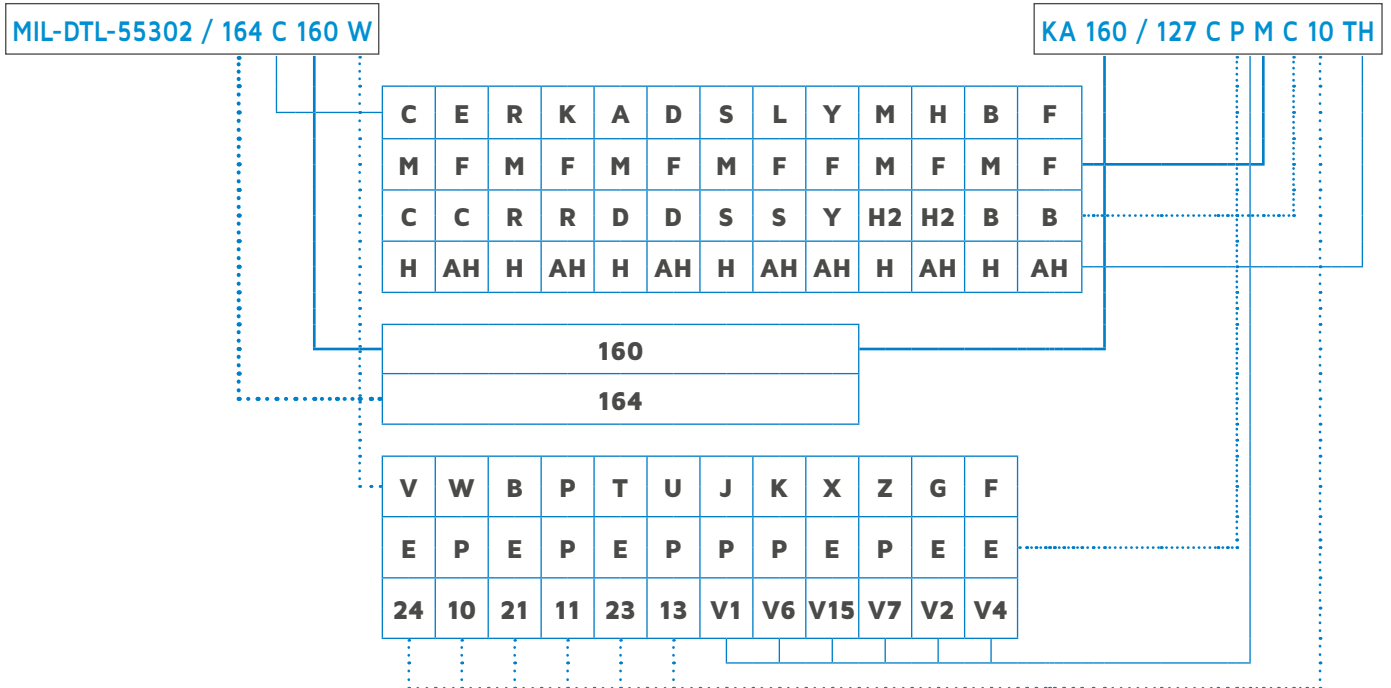 MIL-DTL-55302 / 164 C 160 W
KA 160 / 127 C P M C 10 TH
C E R K A D S L Y M H B F
M F M F M F M F F M F M F
C C R R D D S S Y H2 H2 B B
H AH H AH H AH H AH AH H AH H AH
160
164
V W B P T U J K X Z G F
E P E P E P P P E P E E
24 10 21 11 23 13 V1 V6 V15 V7 V2 V4